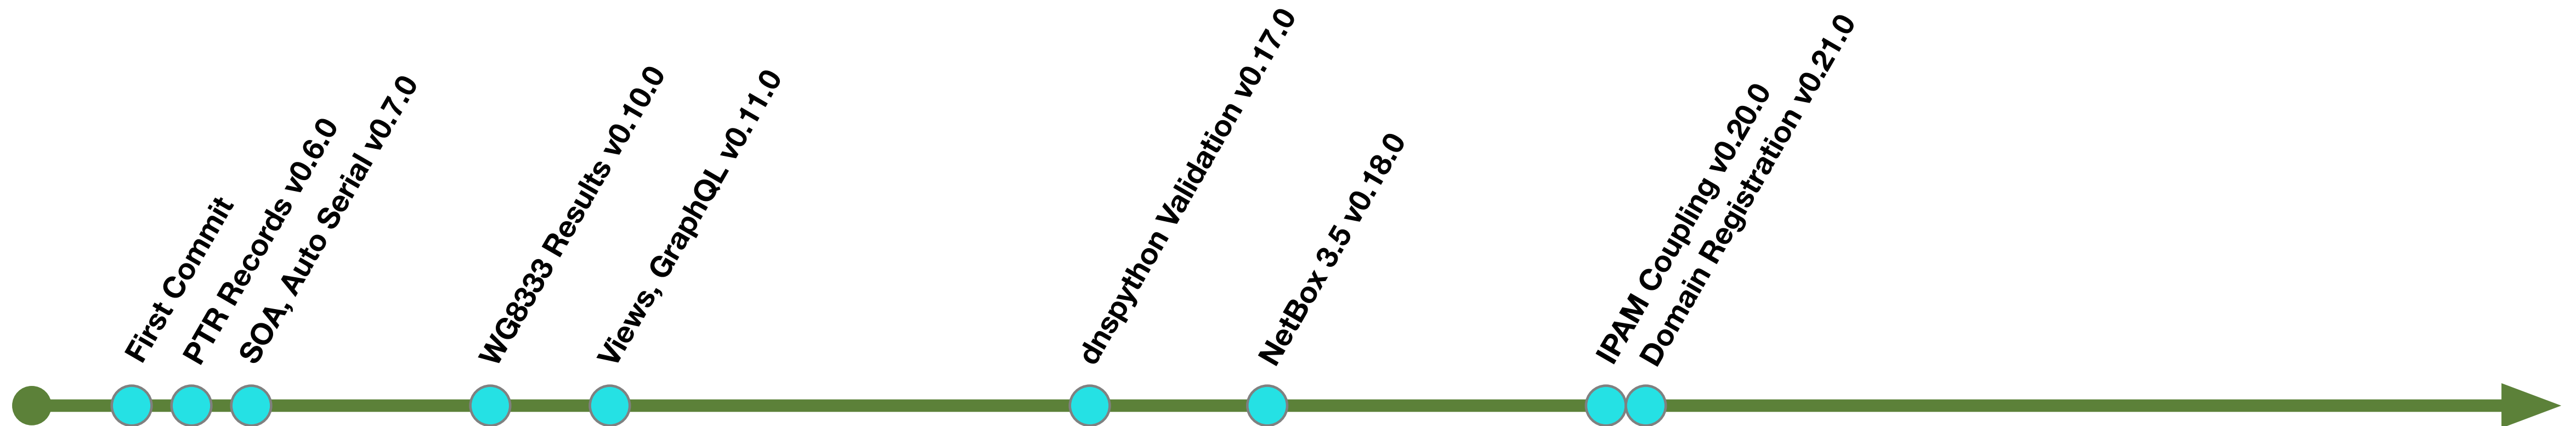 First Commit
PTR Records v0.6.0
SOA, Auto Serial v0.7.0
WG8333 Results v0.10.0
Views, GraphQL v0.11.0
dnspython Validation v0.17.0
NetBox 3.5 v0.18.0
IPAM Coupling v0.20.0
Domain Registration v0.21.0